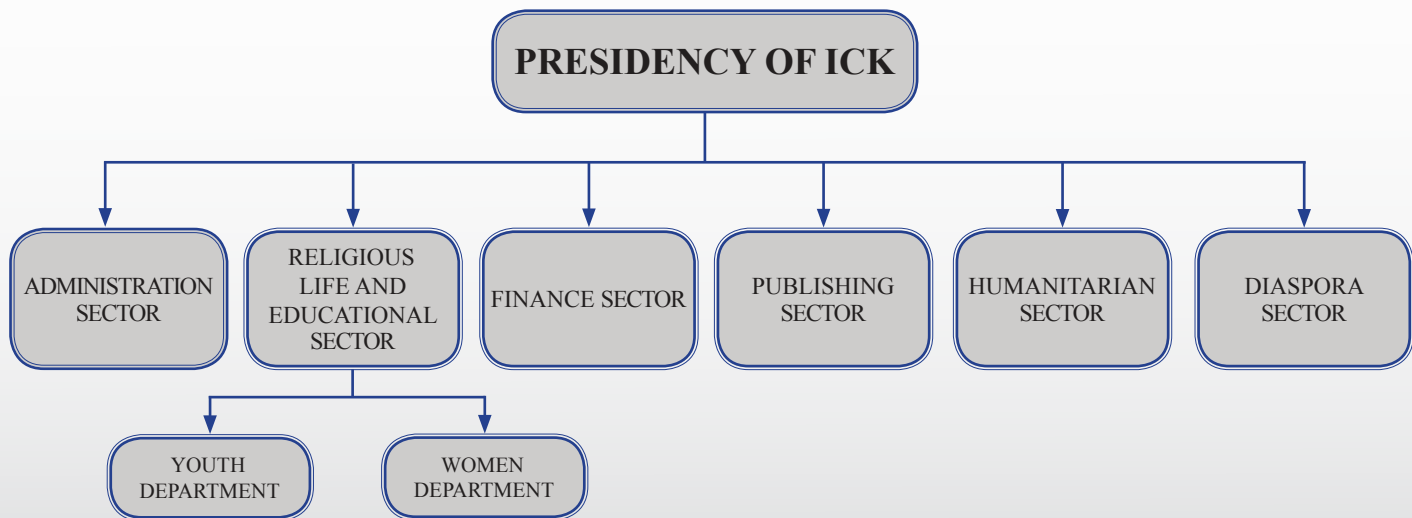 PRESIDENCY OF ICK
ADMINISTRATION
SECTOR
RELIGIOUS
LIFE AND
EDUCATIONAL
SECTOR
FINANCE SECTOR
PUBLISHING
SECTOR
HUMANITARIAN
SECTOR
DIASPORA
SECTOR
YOUTH
DEPARTMENT
WOMEN
DEPARTMENT